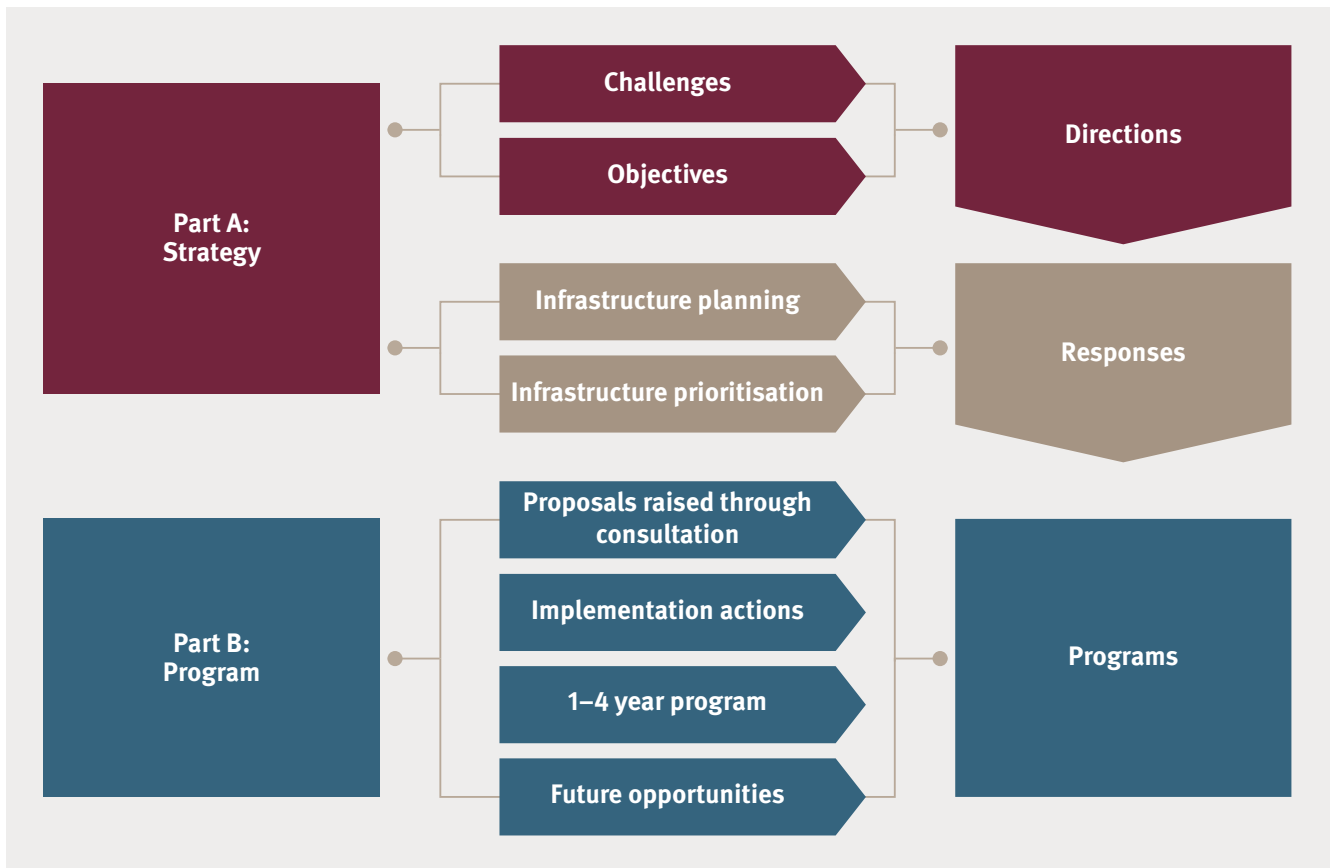 Part A:
Strategy
Challenges
Objectives
Directions
Infrastructure planning
Infrastructure prioritisation
Responses
Part B:
Program
Proposals raised through
consultation
Implementation actions
1–4 year program
Future opportunities
Programs